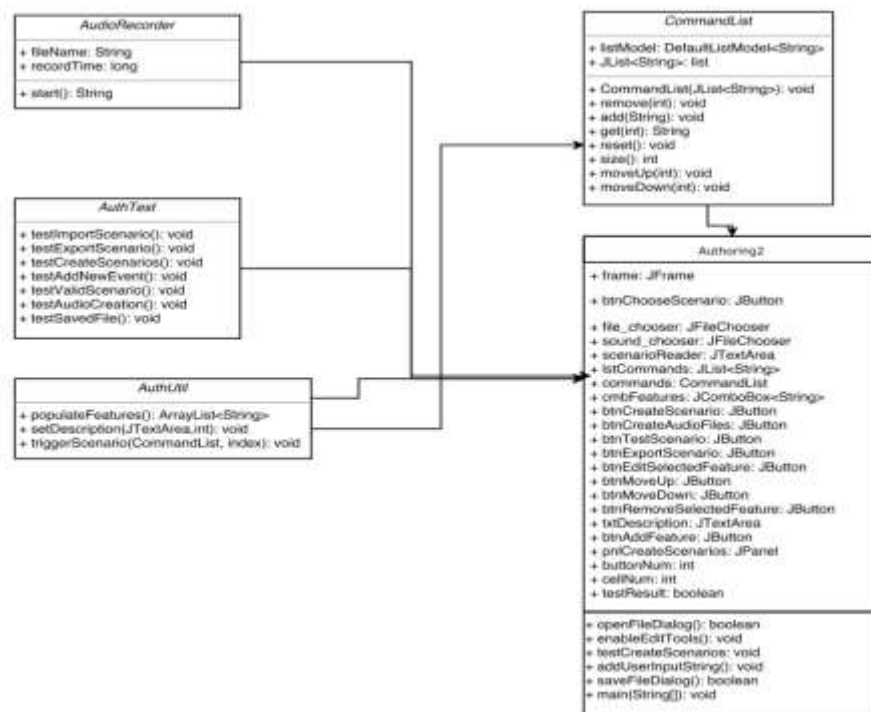 AudioRecorder
+ fileName: String
+ recordTime: long
+ start(): String
AuthTest
+ testImportScenario(): void
+ testExportScenario(): void
+ testCreateScenarios(): void
+ testAddNewEvent(): void
+ testValidScenario(): void
+ testAudioCreation(): void
+ testSavedFile(): void
AuthUtil
+ populateFeatures(): ArrayList<String>
+ setDescription(JTextArea,int): void
+ triggerScenario(CommandList, index): void
CommandList
+ listModel: DefaultListModel<String>
+ JList<String>: list
+ CommandList(JList<String>): void
+ remove(int): void
+ add(String): void
+ get(int): String
+ reset(): void
+ size(): int
+ moveUp(int): void
+ moveDown(int): void
Authoring2
+ frame: JFrame
+ btnChooseScenario: JButton
+ file_chooser: JFileChooser
+ sound_chooser: JFileChooser
+ scenarioReader: JTextArea
+ lstCommands: JList<String>
+ commands: CommandList
+ cmbFeatures: JComboBox<String>
+ btnCreateScenario: JButton
+ btnCreateAudioFiles: JButton
+ btnTestScenario: JButton
+ btnExportScenario: JButton
+ btnEditSelectedFeature: JButton
+ btnMoveUp: JButton
+ btnMoveDown: JButton
+ btnRemoveSelectedFeature: JButton
+ txtDescription: JTextArea
+ btnAddFeature: JButton
+ pnlCreateScenarios: JPanel
+ buttonNum: int
+ cellNum: int
+ testResult: boolean
+ openFileDialog(): boolean
+ enableEditTools(): void
+ testCreateScenarios: void
+ addUserInputString(): void
+ saveFileDialog(): boolean
+ main(String[]): void